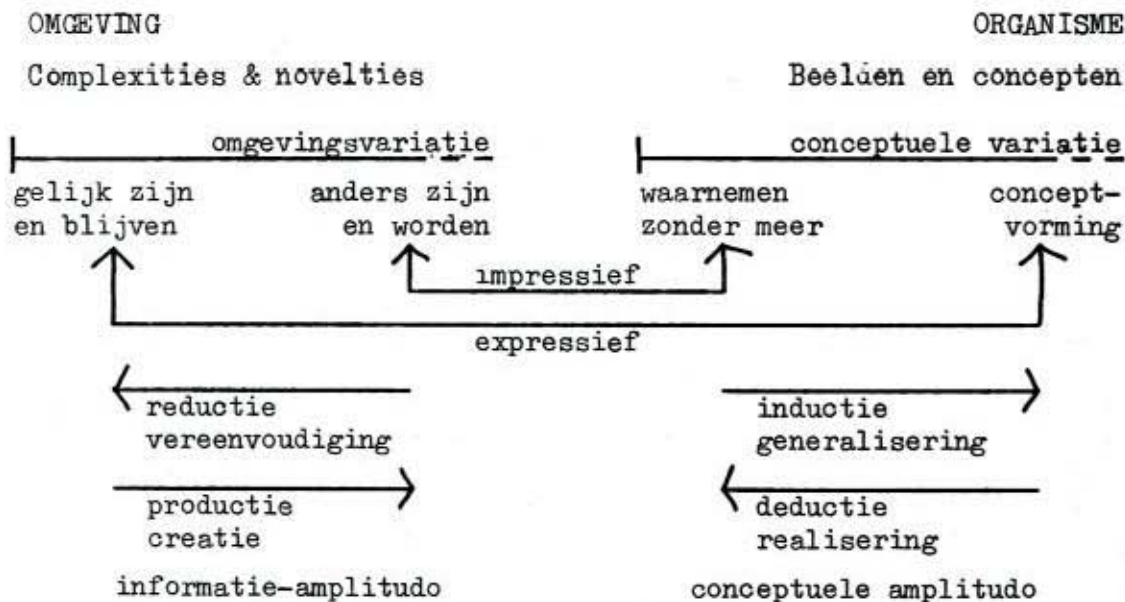 OMGEVING ORGANISME
Complexities & novelties Beelden en concepten
omgevingsvariatie conceptuele variatie
gelijk zijn anders zijn waarnemen concept-
en blijven en worden zonder meer vorming
impressief
expressief
reductie inductie
vereenvoudiging generalisering
productie deductie
creatie realisering
informatie-amplitudo conceptuele amplitudo